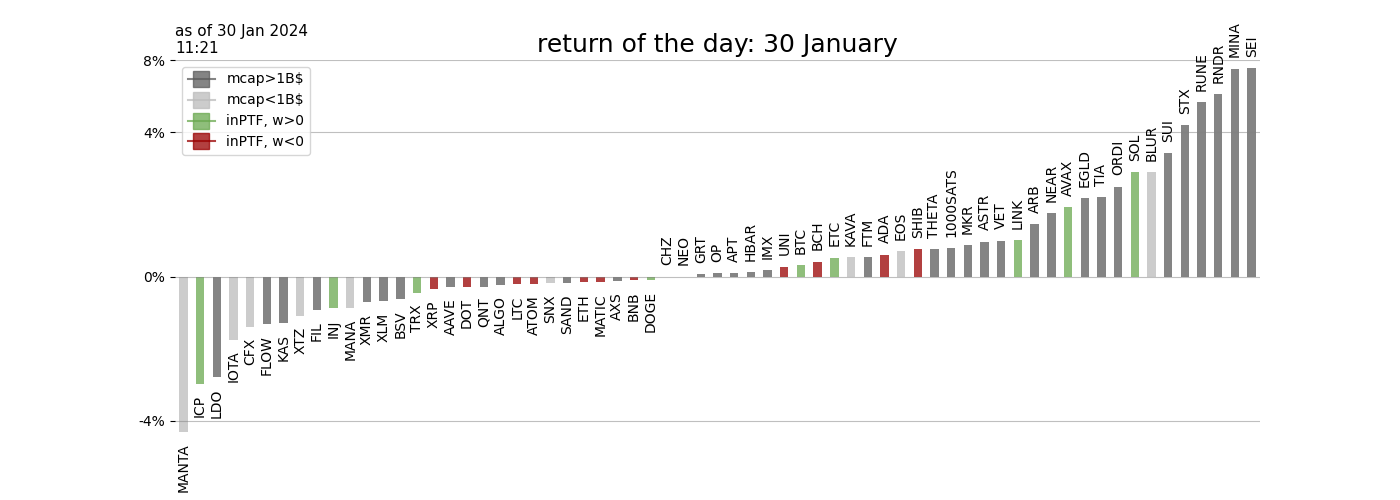 as of 30 Jan 2024
11:21
return of the day: 30 January
8%
4%
0%
-4%
mcap>1B$
mcap<1B$
inPTF, w>0
inPTF, w<0
MANTA
ICP
LDO
IOTA
CFX
FLOW
KAS
XTZ
FIL
INJ
MANA
XMR
XLM
BSV
TRX
XRP
AAVE
DOT
QNT
ALGO
LTC
ATOM
SNX
SAND
ETH
MATIC
AXS
BNB
DOGE
CHZ
NEO
GRT
OP
APT
HBAR
IMX
UNI
BTC
BCH
ETC
KAVA
FTM
ADA
EOS
SHIB
THETA
1000SATS
MKR
ASTR
VET
LINK
ARB
NEAR
AVAX
EGLD
TIA
ORDI
SOL
BLUR
SUI
STX
RUNE
RNDR
MINA
SEI